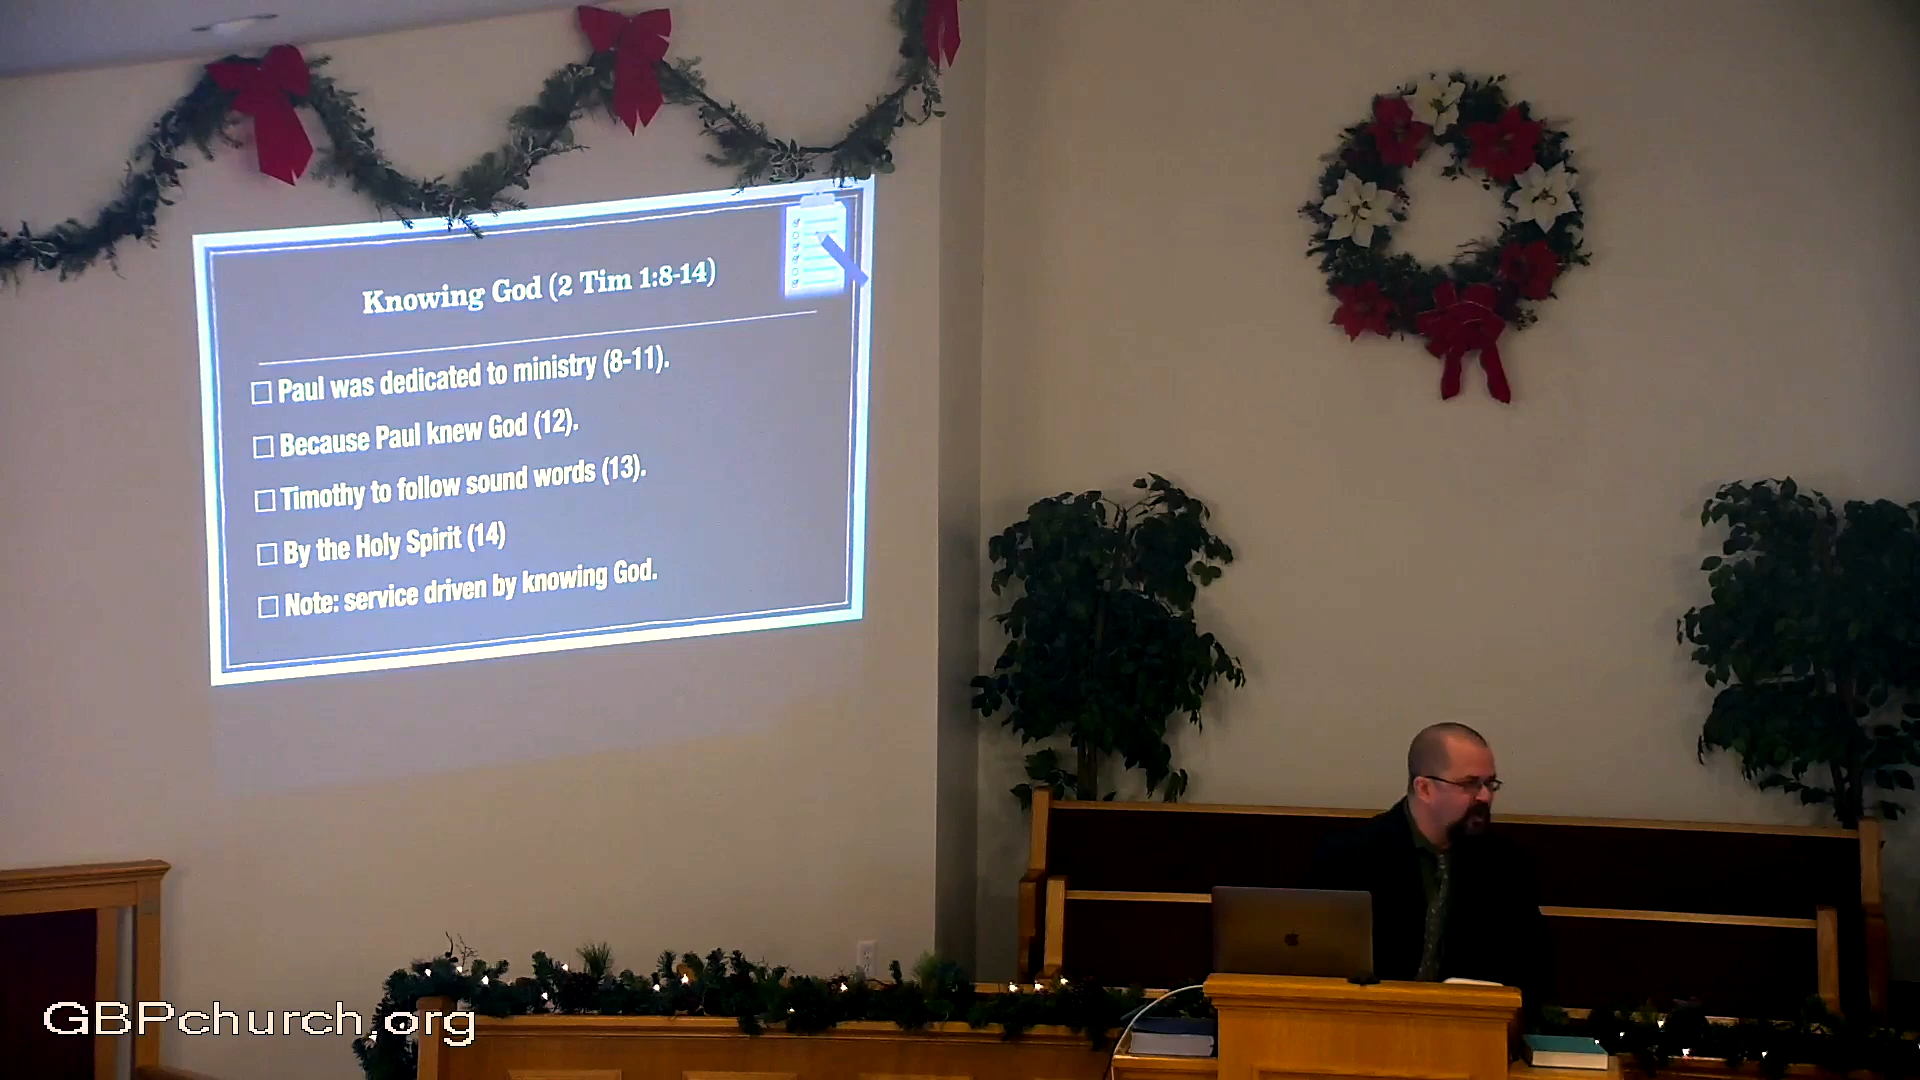 Knowing God (2 Tim 1:8-14)
Paul was dedicated to ministry (8-11).
Because Paul knew God (12).
Timothy to follow sound words (13).
By the Holy Spirit (14)
Note: service driven by knowing God.
GBPchurch.org